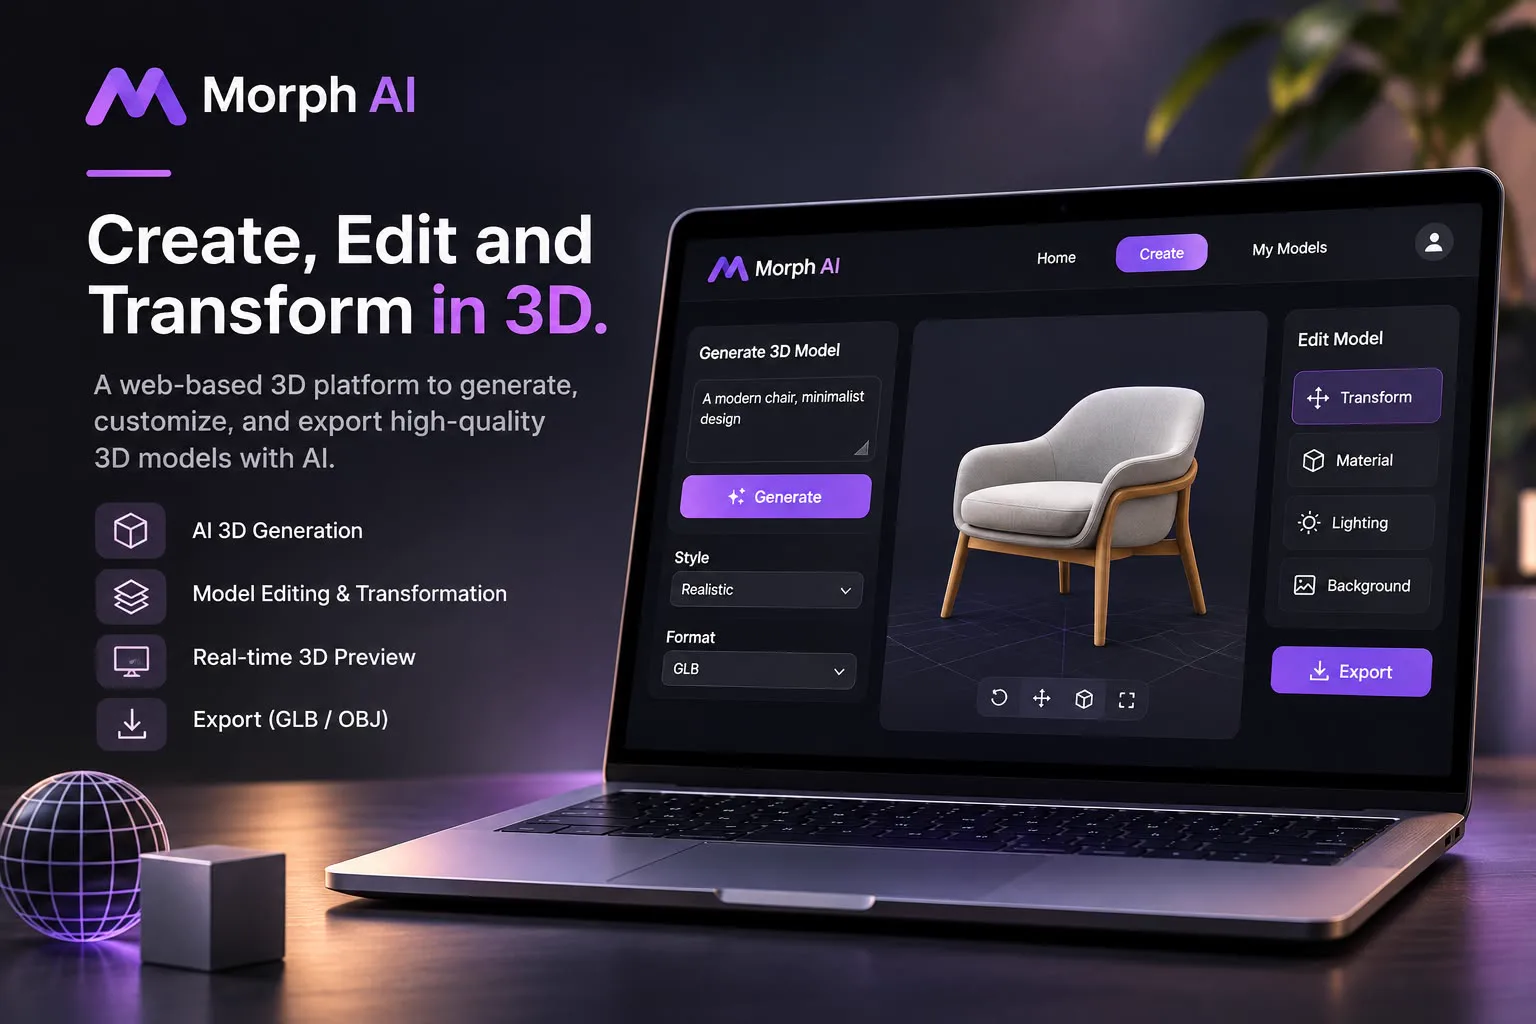 Morph AI
Create, Edit and
Transform in 3D.
A web-based 3D platform to generate,
customize, and export high-quality
3D models with AI.
AI 3D Generation
Model Editing & Transformation
Real-time 3D Preview
Export (GLB / OBJ)
Morph AI
Home
Create
My Models
Generate 3D Model
A modern chair, minimalist
design
Generate
Style
Realistic
Format
GLB
Edit Model
Transform
Material
Lighting
Background
Export